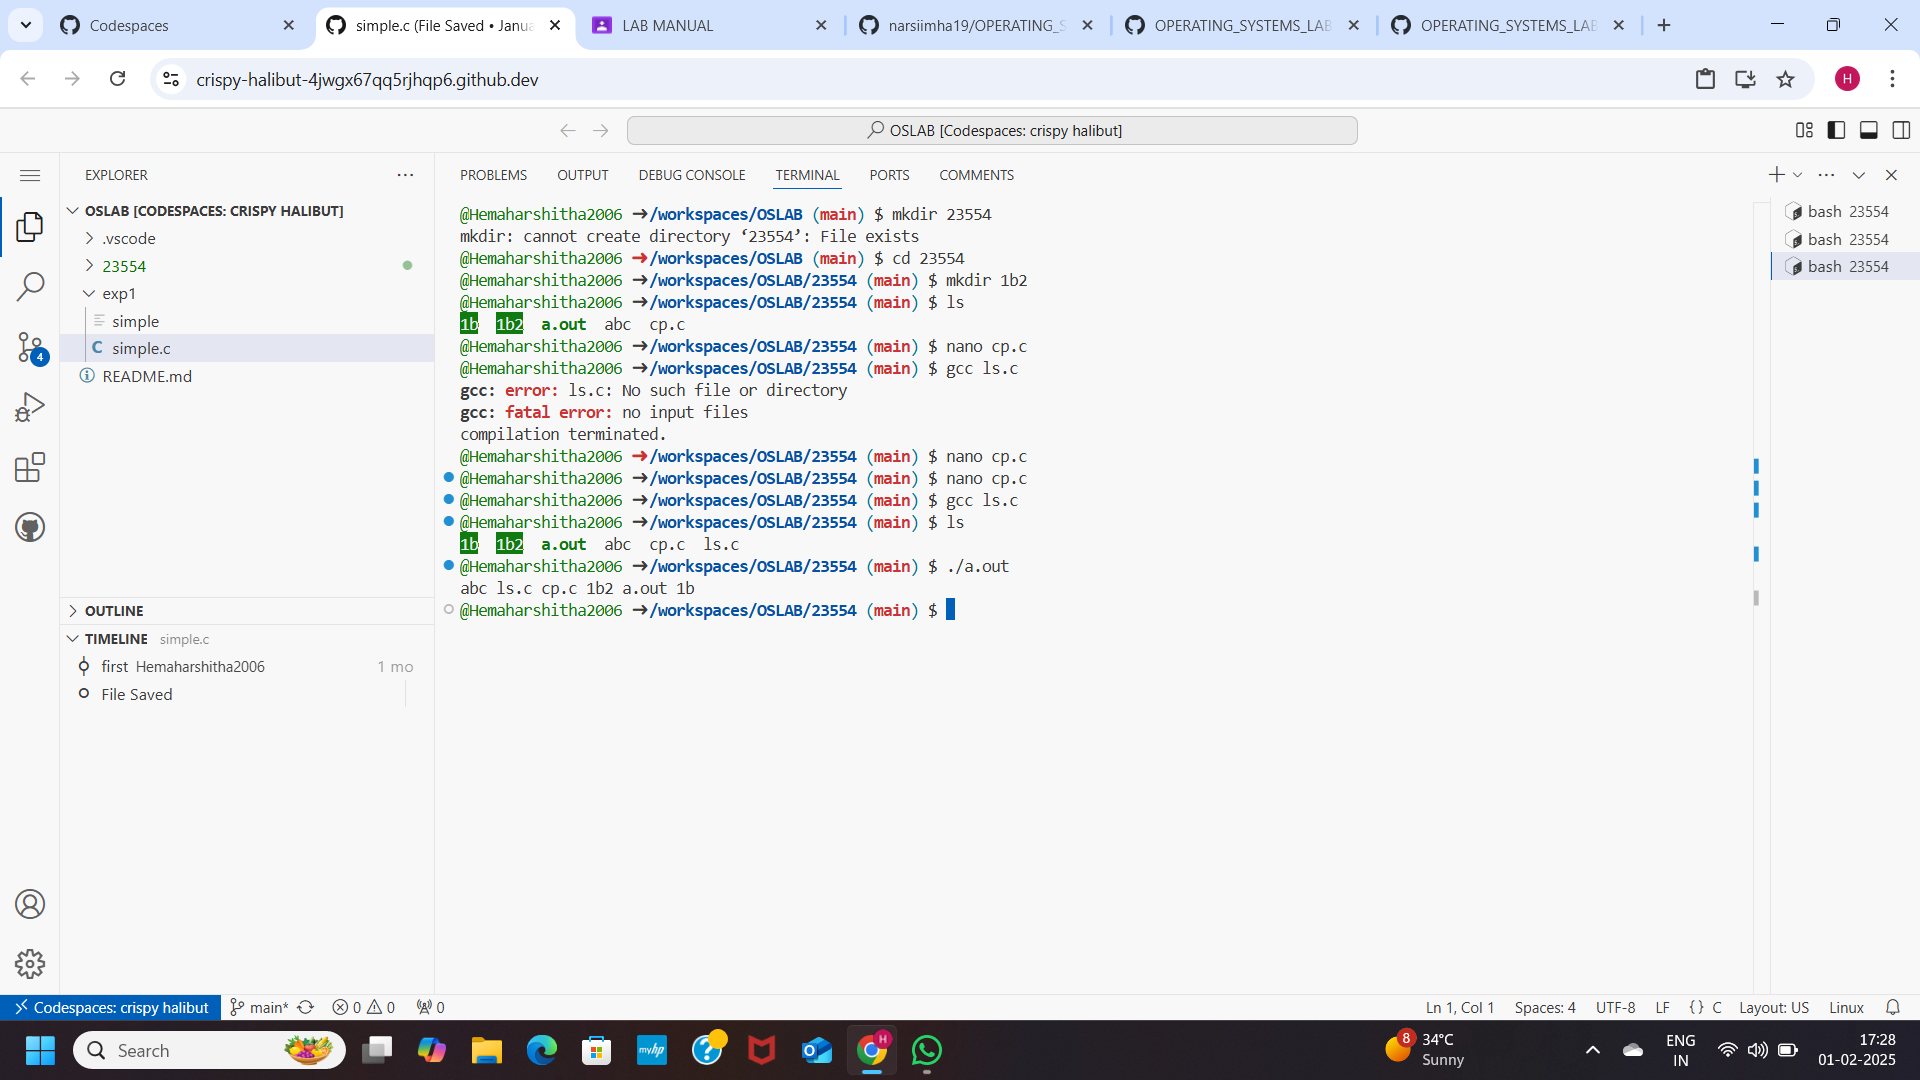 Codespaces
simple.c (File Saved • Janua
LAB MANUAL
narsiimha19/OPERATING_S
OPERATING_SYSTEMS_LAB
OPERATING_SYSTEMS_LAB
crispy-halibut-4jwgx67qq5rjhqp6.github.dev
H
OSLAB [Codespaces: crispy halibut]
EXPLORER
OSLAB [CODESPACES: CRISPY HALIBUT]
.vscode
23554
exp1
simple
C simple.c
README.md
4
OUTLINE
TIMELINE simple.c
first Hemaharshitha2006 1 mo
File Saved
PROBLEMS OUTPUT DEBUG CONSOLE TERMINAL PORTS COMMENTS
@Hemaharshitha2006 ➜/workspaces/OSLAB (main) $ mkdir 23554
mkdir: cannot create directory ‘23554’: File exists
@Hemaharshitha2006 ➜/workspaces/OSLAB (main) $ cd 23554
@Hemaharshitha2006 ➜/workspaces/OSLAB/23554 (main) $ mkdir 1b2
@Hemaharshitha2006 ➜/workspaces/OSLAB/23554 (main) $ ls
1b 1b2 a.out abc cp.c
@Hemaharshitha2006 ➜/workspaces/OSLAB/23554 (main) $ nano cp.c
@Hemaharshitha2006 ➜/workspaces/OSLAB/23554 (main) $ gcc ls.c
gcc: error: ls.c: No such file or directory
gcc: fatal error: no input files
compilation terminated.
@Hemaharshitha2006 ➜/workspaces/OSLAB/23554 (main) $ nano cp.c
@Hemaharshitha2006 ➜/workspaces/OSLAB/23554 (main) $ nano cp.c
@Hemaharshitha2006 ➜/workspaces/OSLAB/23554 (main) $ gcc ls.c
@Hemaharshitha2006 ➜/workspaces/OSLAB/23554 (main) $ ls
1b 1b2 a.out abc cp.c ls.c
@Hemaharshitha2006 ➜/workspaces/OSLAB/23554 (main) $ ./a.out
abc ls.c cp.c 1b2 a.out 1b
@Hemaharshitha2006 ➜/workspaces/OSLAB/23554 (main) $
bash 23554
bash 23554
bash 23554
Codespaces: crispy halibut main* 0 0 0
Ln 1, Col 1 Spaces: 4 UTF-8 LF {} C Layout: US Linux
Search
myhp
H
8
34°C
Sunny
ENG
IN
17:28
01-02-2025